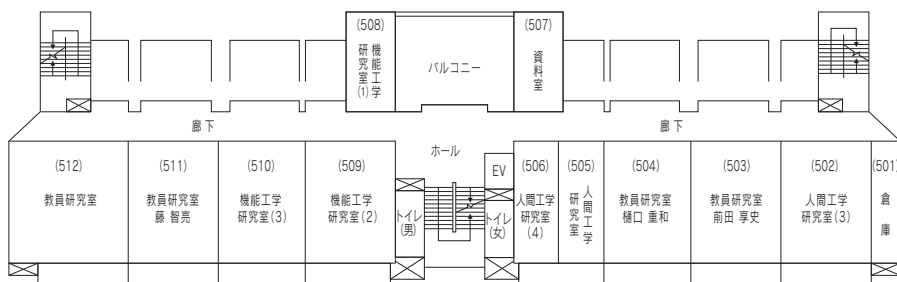 (508)
機能工学
研究室(1)
バルコニー
(507)
資料室
廊下
ホール
廊下
(512)
教員研究室
(511)
教員研究室
藤 智亮
(510)
機能工学
研究室(3)
(509)
機能工学
研究室(2)
トイレ
(男)
EV
トイレ
(女)
(506)
人間工学
研究室
(4)
(505)
人間工学
研究室
(504)
教員研究室
樋口 重和
(503)
教員研究室
前田 享史
(502)
人間工学
研究室(3)
(501)
倉庫